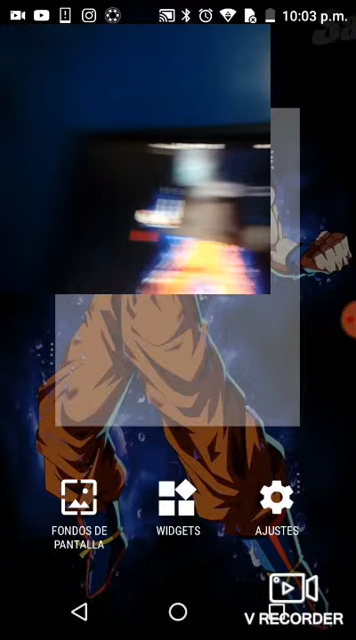 10:03 p.m.
FONDOS DE
PANTALLA
WIDGETS
AJUSTES
V RECORDER